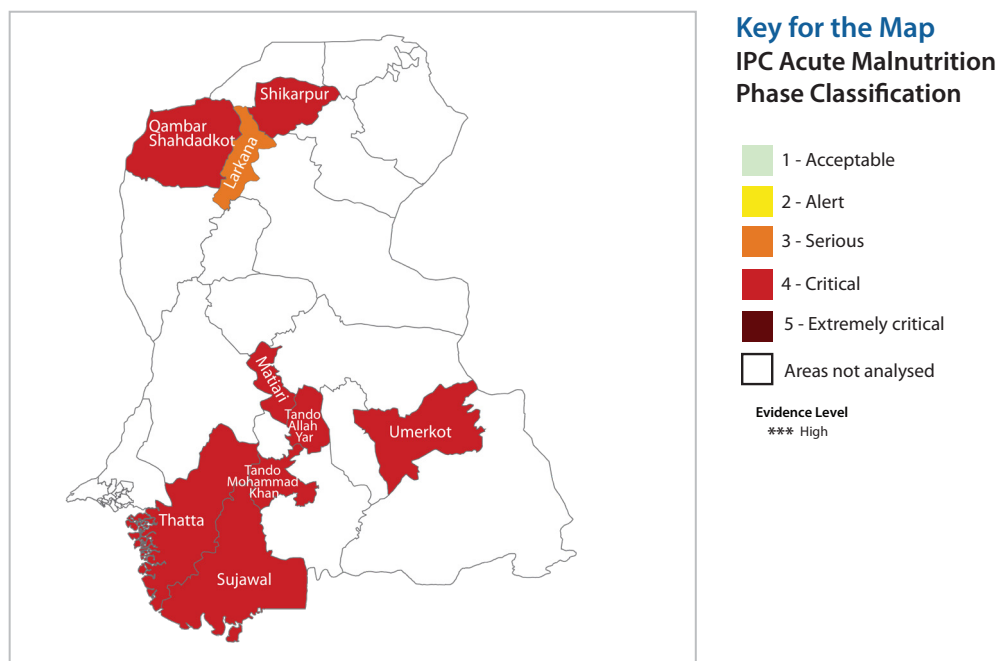 Key for the Map
IPC Acute Malnutrition
Phase Classification
1 - Acceptable
2 - Alert
3 - Serious
4 - Critical
5 - Extremely critical
Areas not analysed
Evidence Level
*** High
Shikarpur
Qambar
Shahdadkot
Larkana
Matiari
Tando
Allah
Yar
Umerkot
Tando
Mohammad
Khan
Thatta
Sujawal